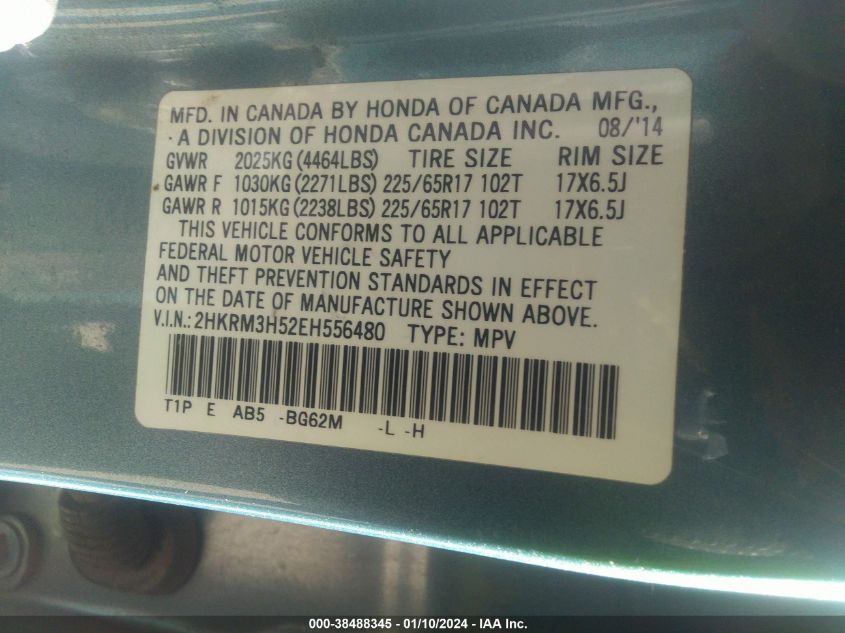 MFD. IN CANADA BY HONDA OF CANADA MFG.,
A DIVISION OF HONDA CANADA INC. 08/'14
GVWR 2025KG (4464LBS) TIRE SIZE RIM SIZE
GAWR F 1030KG (2271LBS) 225/65R17 102T 17X6.5J
GAWR R 1015KG (2238LBS) 225/65R17 102T 17X6.5J
THIS VEHICLE CONFORMS TO ALL APPLICABLE
FEDERAL MOTOR VEHICLE SAFETY
AND THEFT PREVENTION STANDARDS IN EFFECT
ON THE DATE OF MANUFACTURE SHOWN ABOVE.
V.I.N.: 2HKRM3H52EH556480 TYPE: MPV
T1P E AB5 -BG62M -L -H
000-38488345 - 01/10/2024 - IAA Inc.